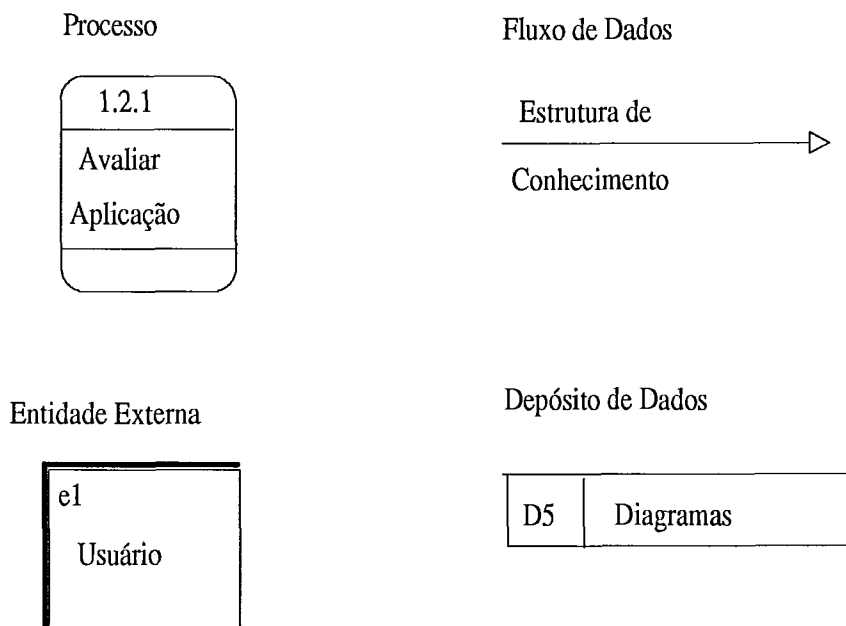 Processo
1.2.1
Avaliar
Aplicação
Fluxo de Dados
Estrutura de
Conhecimento
Entidade Externa
e1
Usuário
Depósito de Dados
D5
Diagramas